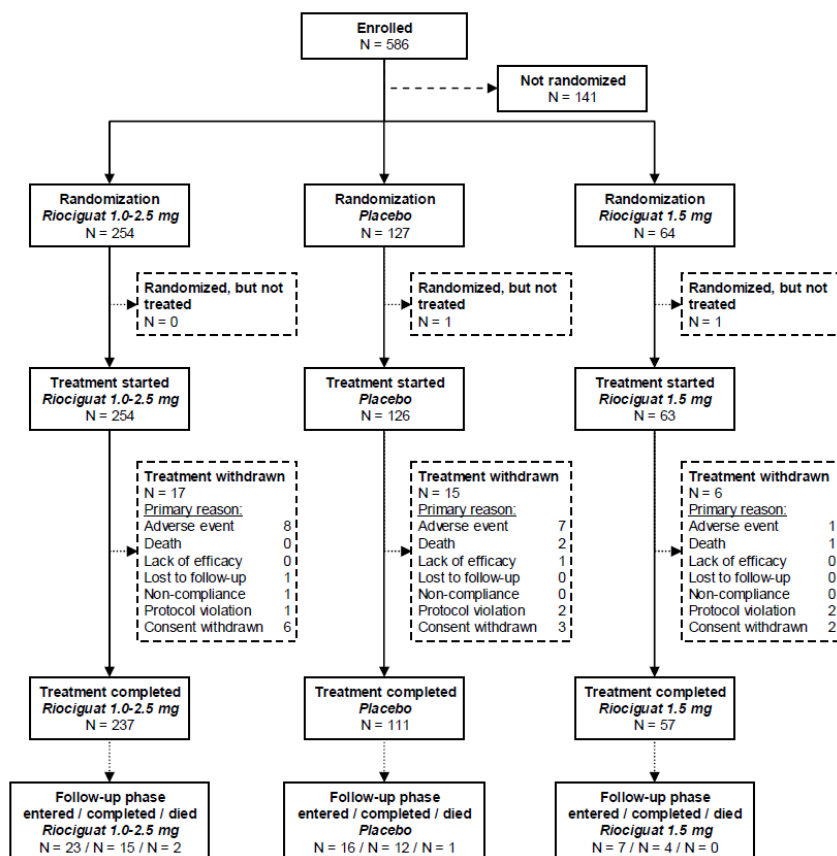 Enrolled
N = 586
Not randomized
N = 141
Randomization
Riociguat 1.0-2.5 mg
N = 254
Randomization
Placebo
N = 127
Randomization
Riociguat 1.5 mg
N = 64
Randomized, but not
treated
N = 0
Randomized, but not
treated
N = 1
Randomized, but not
treated
N = 1
Treatment started
Riociguat 1.0-2.5 mg
N = 254
Treatment started
Placebo
N = 126
Treatment started
Riociguat 1.5 mg
N = 63
Treatment withdrawn
N = 17
Primary reason:
Adverse event 8
Death 0
Lack of efficacy 0
Lost to follow-up 1
Non-compliance 1
Protocol violation 1
Consent withdrawn 6
Treatment withdrawn
N = 15
Primary reason:
Adverse event 7
Death 2
Lack of efficacy 1
Lost to follow-up 0
Non-compliance 0
Protocol violation 2
Consent withdrawn 3
Treatment withdrawn
N = 6
Primary reason:
Adverse event 1
Death 1
Lack of efficacy 0
Lost to follow-up 0
Non-compliance 0
Protocol violation 2
Consent withdrawn 2
Treatment completed
Riociguat 1.0-2.5 mg
N = 237
Treatment completed
Placebo
N = 111
Treatment completed
Riociguat 1.5 mg
N = 57
Follow-up phase
entered / completed / died
Riociguat 1.0-2.5 mg
N = 23 / N = 15 / N = 2
Follow-up phase
entered / completed / died
Placebo
N = 16 / N = 12 / N = 1
Follow-up phase
entered / completed / died
Riociguat 1.5 mg
N = 7 / N = 4 / N = 0